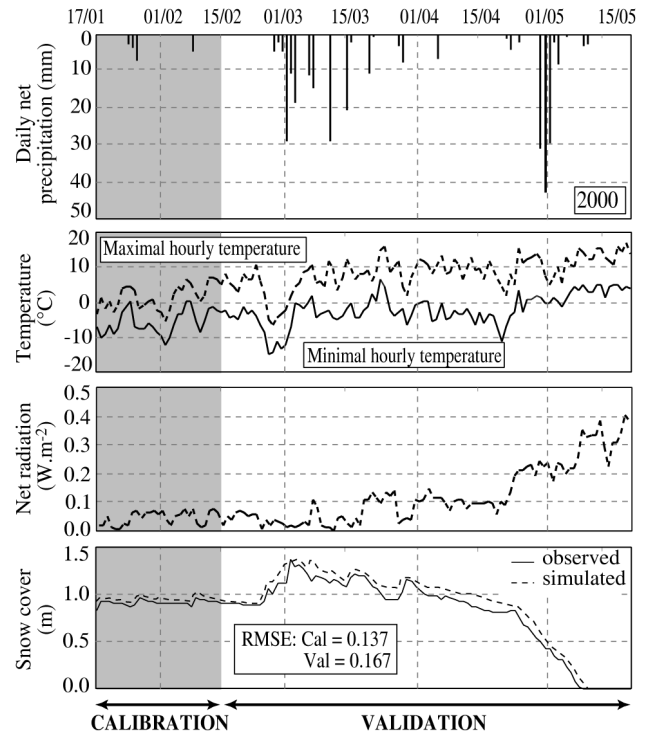 17/01 01/02 15/02 01/03 15/03 01/04 15/04 01/05 15/05
Daily net
precipitation (mm)
0
10
20
30
40
50
2000
Temperature
(°C)
20
10
0
-10
-20
Maximal hourly temperature
Minimal hourly temperature
Net radiation
(W.m-2)
0.5
0.4
0.3
0.2
0.1
0.0
Snow cover
(m)
1.5
1.0
0.5
0.0
observed
simulated
RMSE: Cal = 0.137
Val = 0.167
CALIBRATION VALIDATION